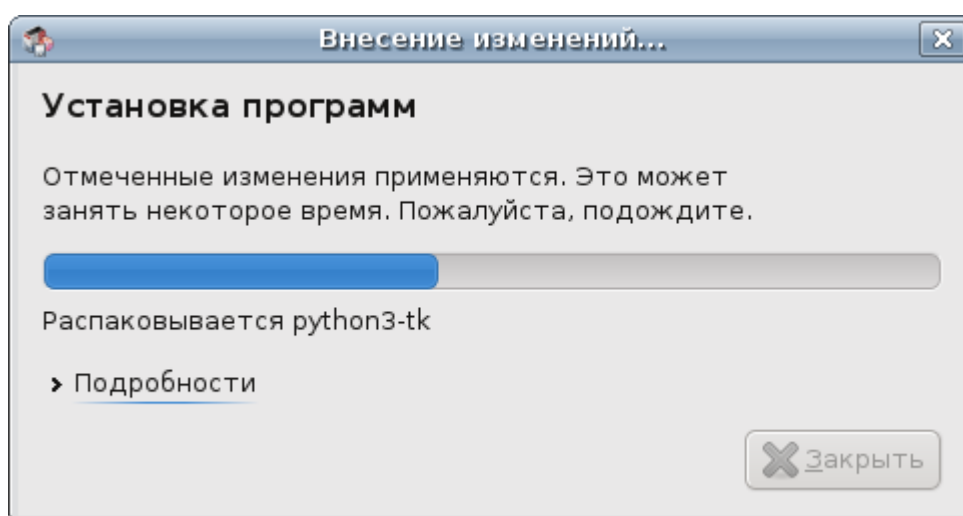 Внесение изменений...
Установка программ
Отмеченные изменения применяются. Это может
занять некоторое время. Пожалуйста, подождите.
Распаковывается python3-tk
Подробности
Закрыть